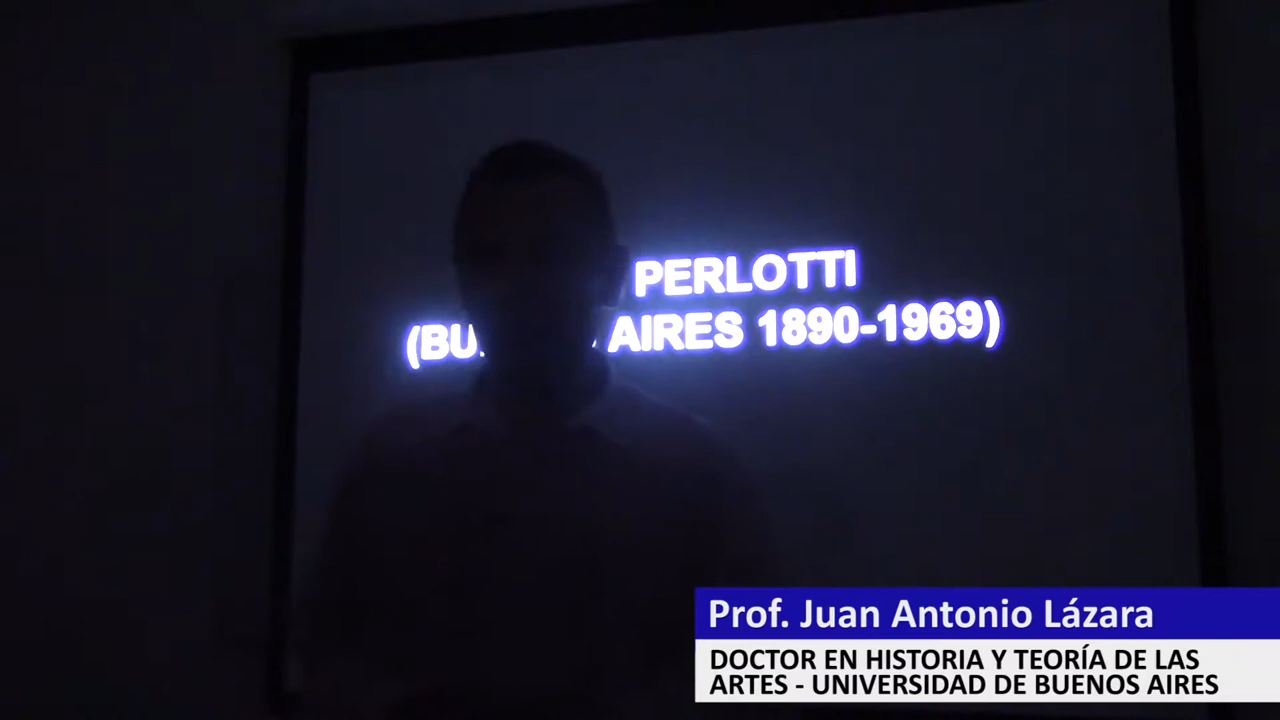 PERLOTTI
(BU AIRES 1890-1969)
Prof. Juan Antonio Lázara
DOCTOR EN HISTORIA Y TEORÍA DE LAS
ARTES - UNIVERSIDAD DE BUENOS AIRES